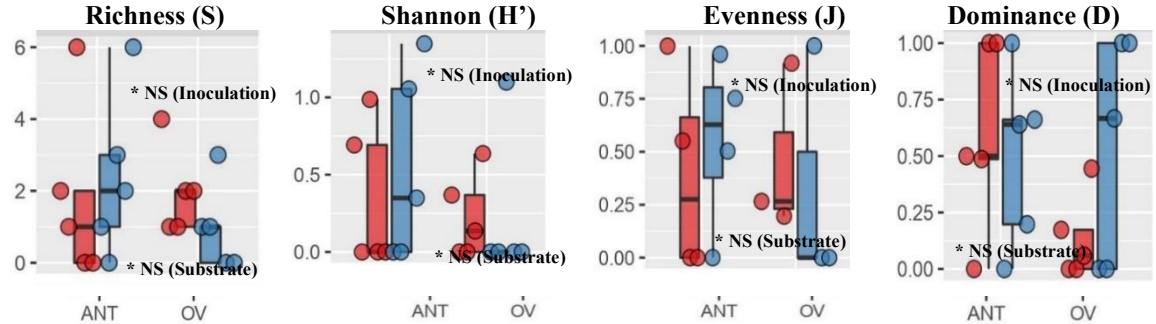 Richness (S)
Shannon (H’)
Evenness (J)
Dominance (D)
6
4
2
0
* NS (Inoculation)
* NS (Substrate)
ANT
OV
1.0
0.5
0.0
* NS (Inoculation)
* NS (Substrate)
ANT
OV
1.00
0.75
0.50
0.25
0.00
* NS (Inoculation)
* NS (Substrate)
ANT
OV
1.00
0.75
0.50
0.25
0.00
* NS (Inoculation)
* NS (Substrate)
ANT
OV